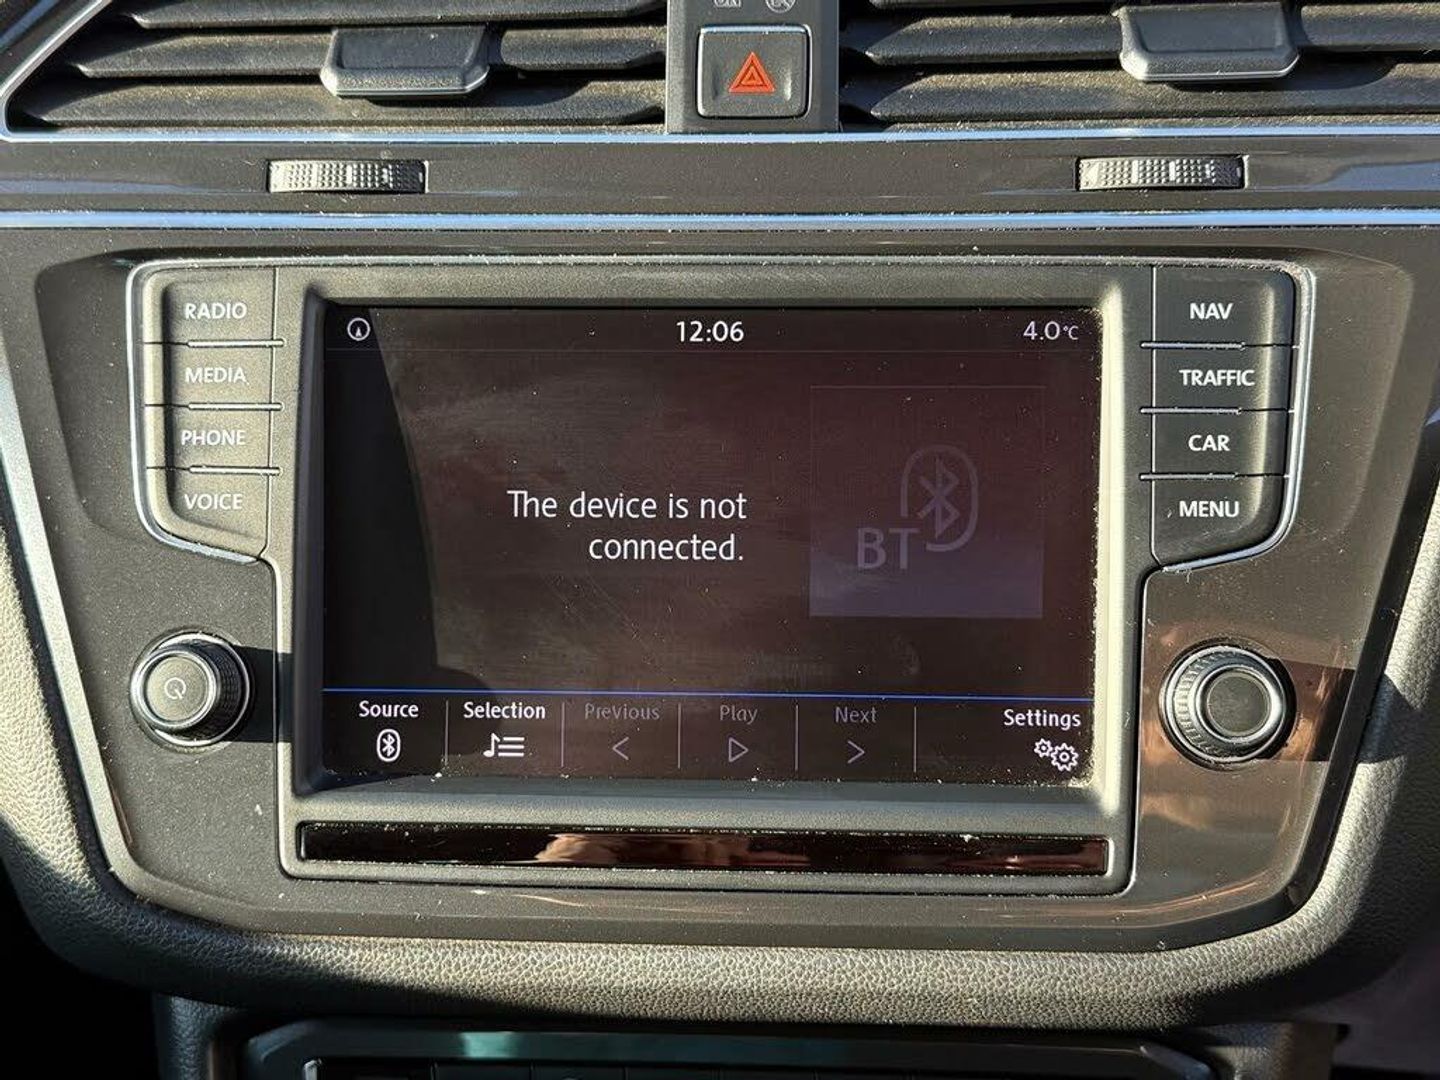 RADIO
MEDIA
PHONE
VOICE
12:06
4.0°C
The device is not
connected.
BT
Source
Selection
Previous
Play
Next
Settings
NAV
TRAFFIC
CAR
MENU